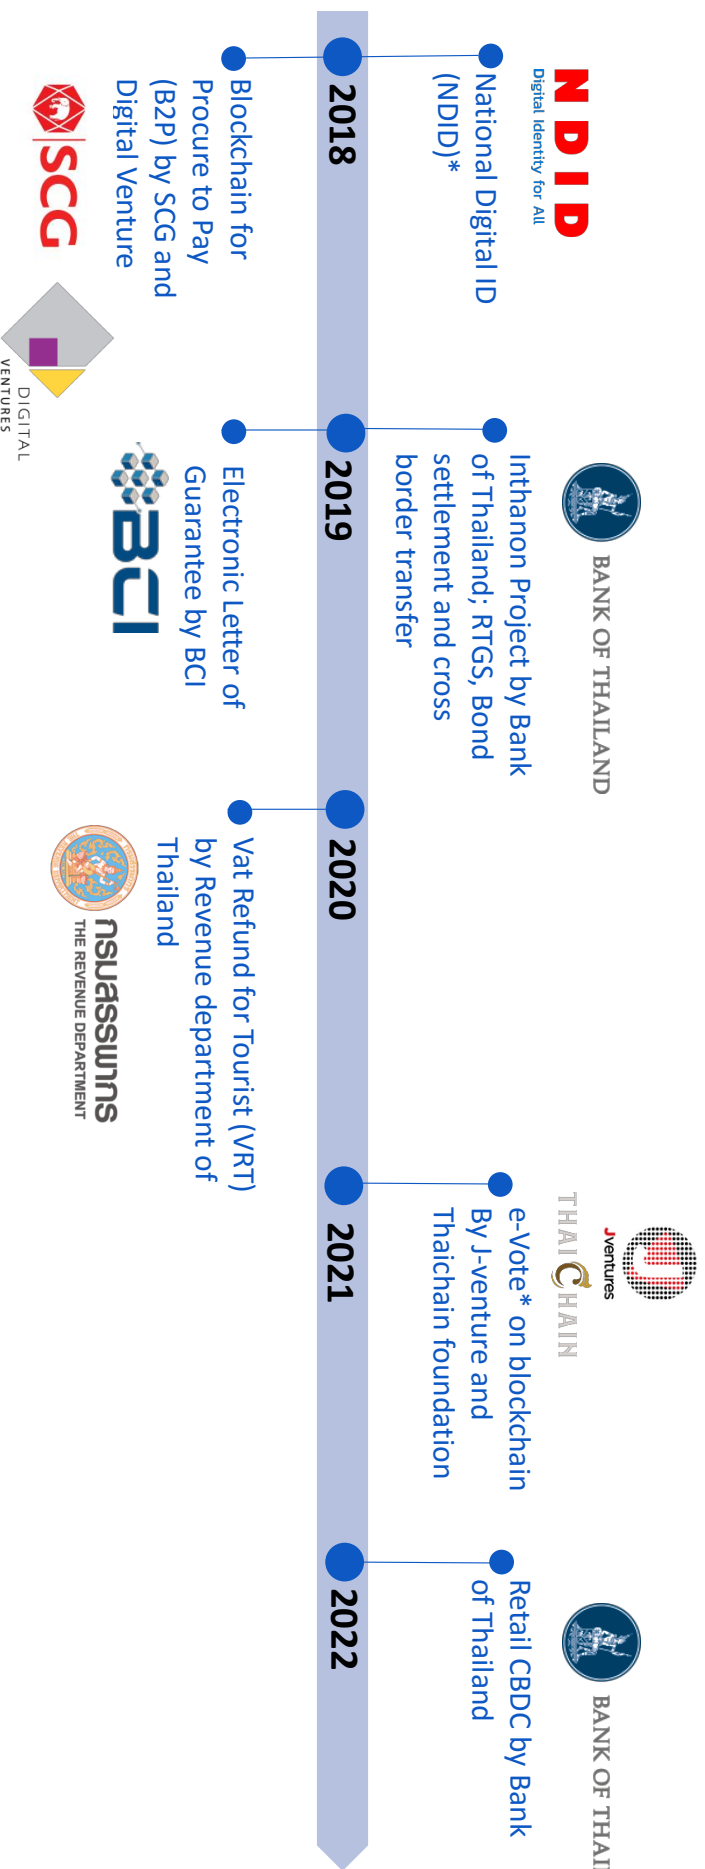 NDID
Digital Identity for All
National Digital ID
(NDID)*
2018
Blockchain for
Procure to Pay
(B2P) by SCG and
Digital Venture
SCG
DIGITAL
VENTURES
BANK OF THAILAND
Inthanon Project by Bank
of Thailand; RTGS, Bond
settlement and cross
border transfer
2019
Electronic Letter of
Guarantee by BCI
BCI
2020
Vat Refund for Tourist (VRT)
by Revenue department of
Thailand
กรมสรรพากร
THE REVENUE DEPARTMENT
J
Jventures
THAICHAIN
e-Vote* on blockchain
By J-venture and
Thaichain foundation
2021
BANK OF THAI
Retail CBDC by Bank
of Thailand
2022